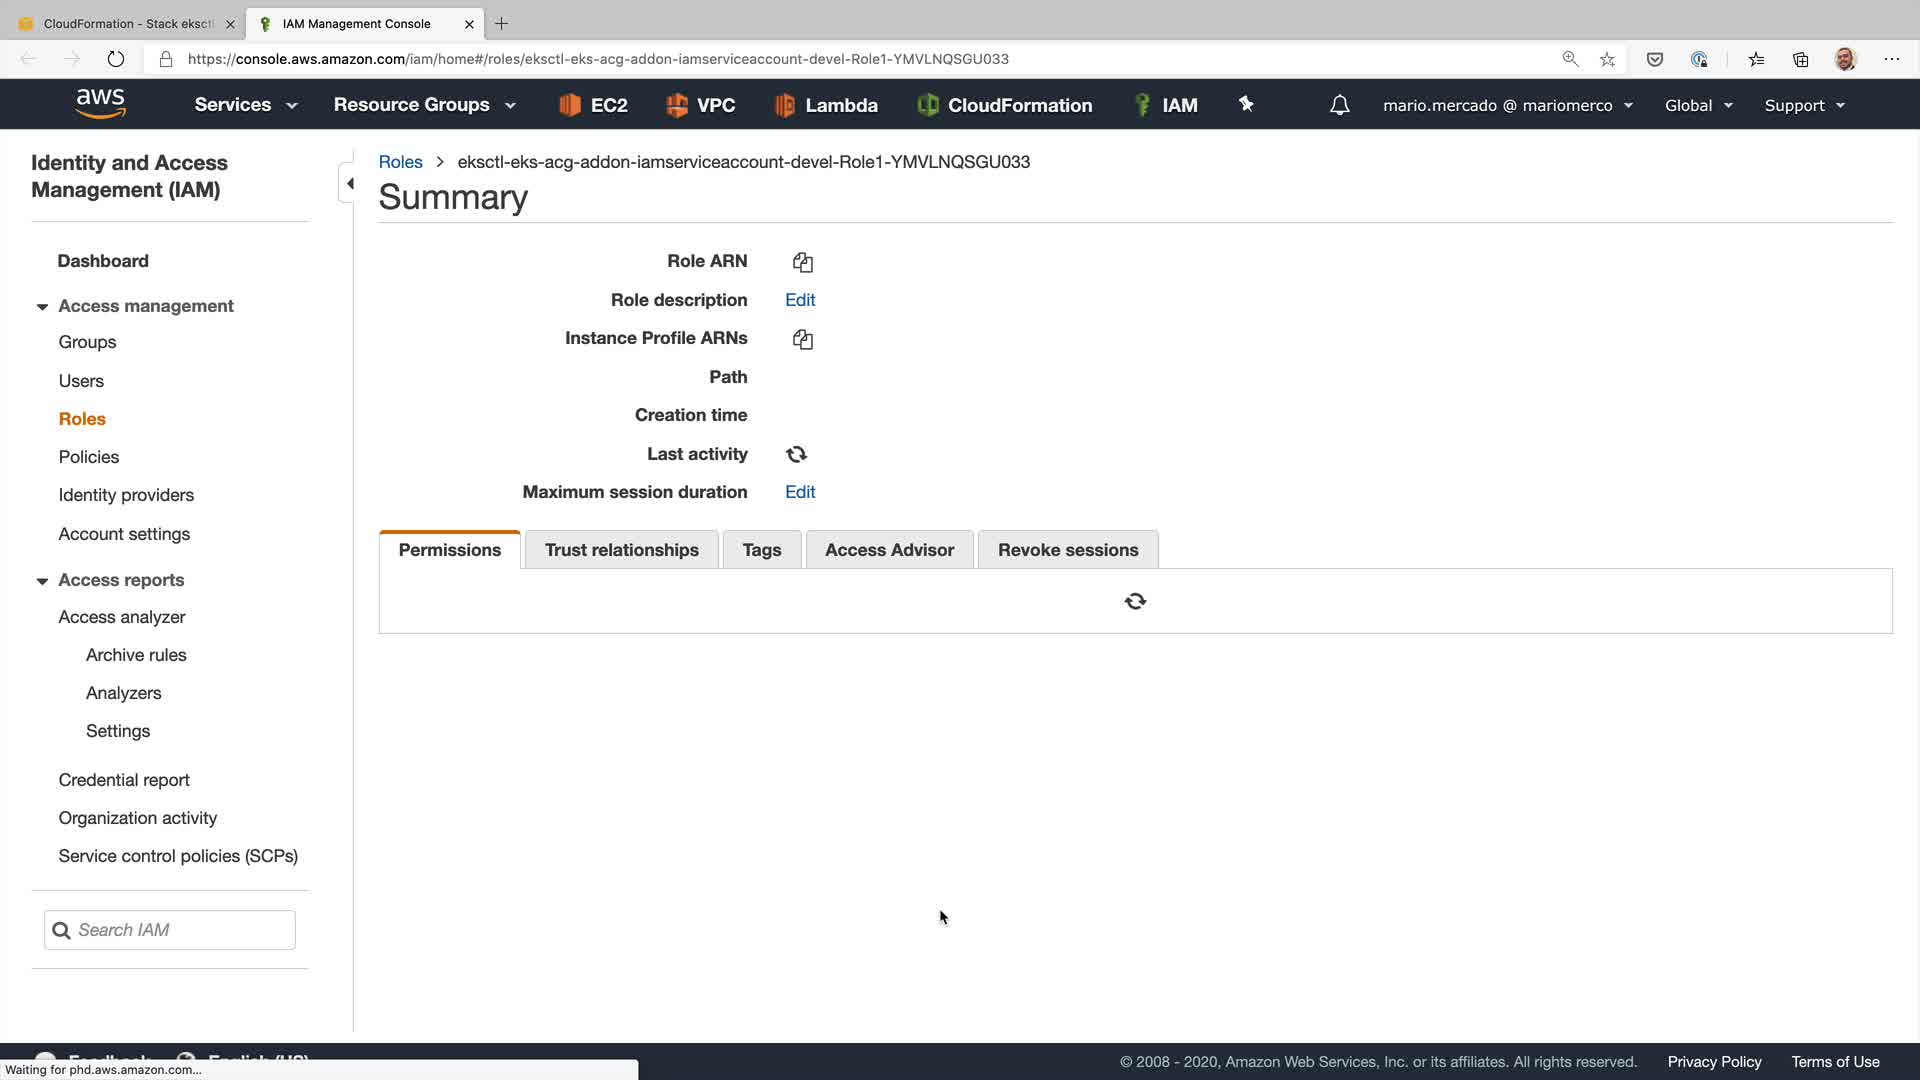 CloudFormation - Stack eksctl
IAM Management Console
https://console.aws.amazon.com/iam/home#/roles/eksctl-eks-acg-addon-iamserviceaccount-devel-Role1-YMVLNQSGU033
aws
Services
Resource Groups
EC2
VPC
Lambda
CloudFormation
IAM
mario.mercado @ mariomerco
Global
Support
Identity and Access
Management (IAM)
Dashboard
Access management
Groups
Users
Roles
Policies
Identity providers
Account settings
Access reports
Access analyzer
Archive rules
Analyzers
Settings
Credential report
Organization activity
Service control policies (SCPs)
Search IAM
Roles > eksctl-eks-acg-addon-iamserviceaccount-devel-Role1-YMVLNQSGU033
Summary
Role ARN
Role description Edit
Instance Profile ARNs
Path
Creation time
Last activity
Maximum session duration Edit
Permissions
Trust relationships
Tags
Access Advisor
Revoke sessions
Feedback
English (US)
© 2008 - 2020, Amazon Web Services, Inc. or its affiliates. All rights reserved.
Privacy Policy
Terms of Use
Waiting for phd.aws.amazon.com...